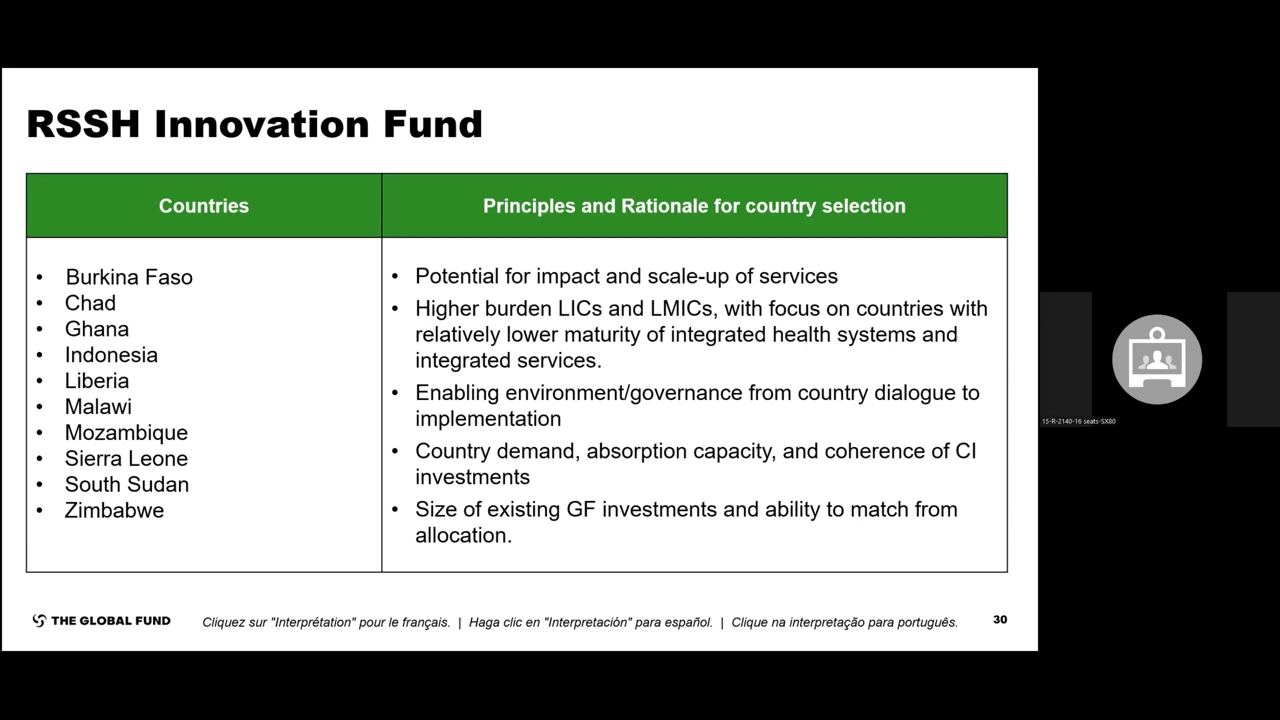 RSSH Innovation Fund
Countries
Principles and Rationale for country selection
• Burkina Faso
• Chad
• Ghana
• Indonesia
• Liberia
• Malawi
• Mozambique
• Sierra Leone
• South Sudan
• Zimbabwe
• Potential for impact and scale-up of services
• Higher burden LICs and LMICs, with focus on countries with
relatively lower maturity of integrated health systems and
integrated services.
• Enabling environment/governance from country dialogue to
implementation
• Country demand, absorption capacity, and coherence of CI
investments
• Size of existing GF investments and ability to match from
allocation.
THE GLOBAL FUND
Cliquez sur "Interprétation" pour le français. | Haga clic en "Interpretación" para español. | Clique na interpretação para português.
30
15-R-2140-16 seats-SX80